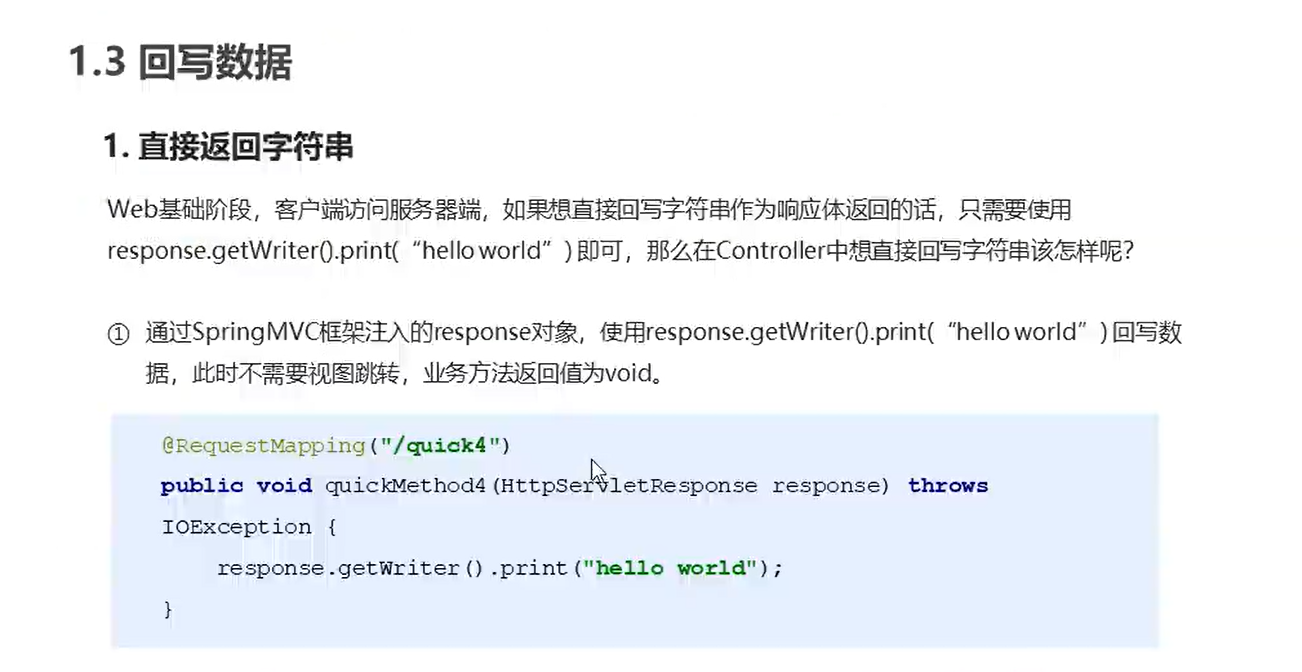 1.3 回写数据
1. 直接返回字符串
Web基础阶段，客户端访问服务器端，如果想直接回写字符串作为响应体返回的话，只需要使用
response.getWriter().print(“hello world”) 即可，那么在Controller中想直接回写字符串该怎样呢？
① 通过SpringMVC框架注入的response对象，使用response.getWriter().print(“hello world”) 回写数
据，此时不需要视图跳转，业务方法返回值为void。
@RequestMapping("/quick4")
public void quickMethod4(HttpServletResponse response) throws
IOException {
response.getWriter().print("hello world");
}